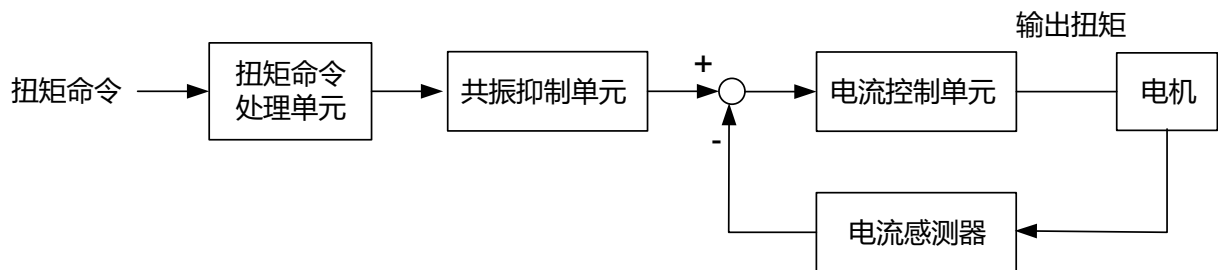 输出扭矩
扭矩命令
扭矩命令
处理单元
共振抑制单元
+
-
电流控制单元
电机
电流感测器